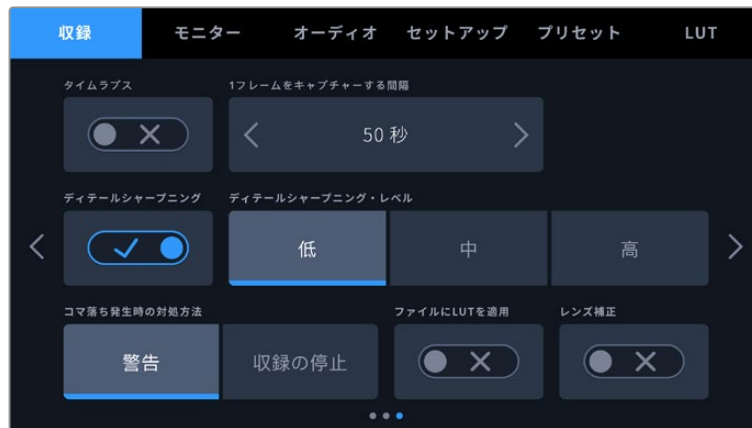 収録 モニター オーディオ セットアップ プリセット LUT
タイムラプス 1フレームをキャプチャーする間隔
50 秒
ディテールシャープニング ディテールシャープニング・レベル
低 中 高
コマ落ち発生時の対処方法 ファイルにLUTを適用 レンズ補正
警告 収録の停止